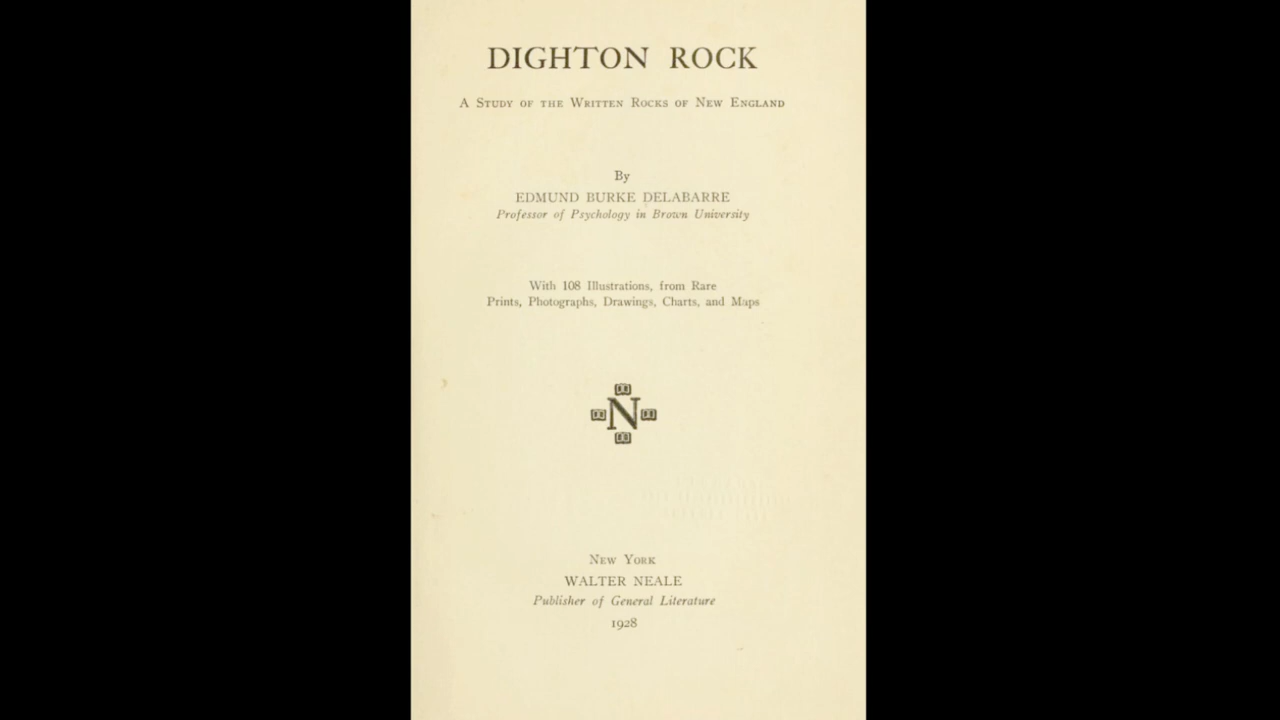 DIGHTON ROCK
A Study of the Written Rocks of New England
By
EDMUND BURKE DELABARRE
Professor of Psychology in Brown University
With 108 Illustrations, from Rare
Prints, Photographs, Drawings, Charts, and Maps
N
New York
WALTER NEALE
Publisher of General Literature
1928